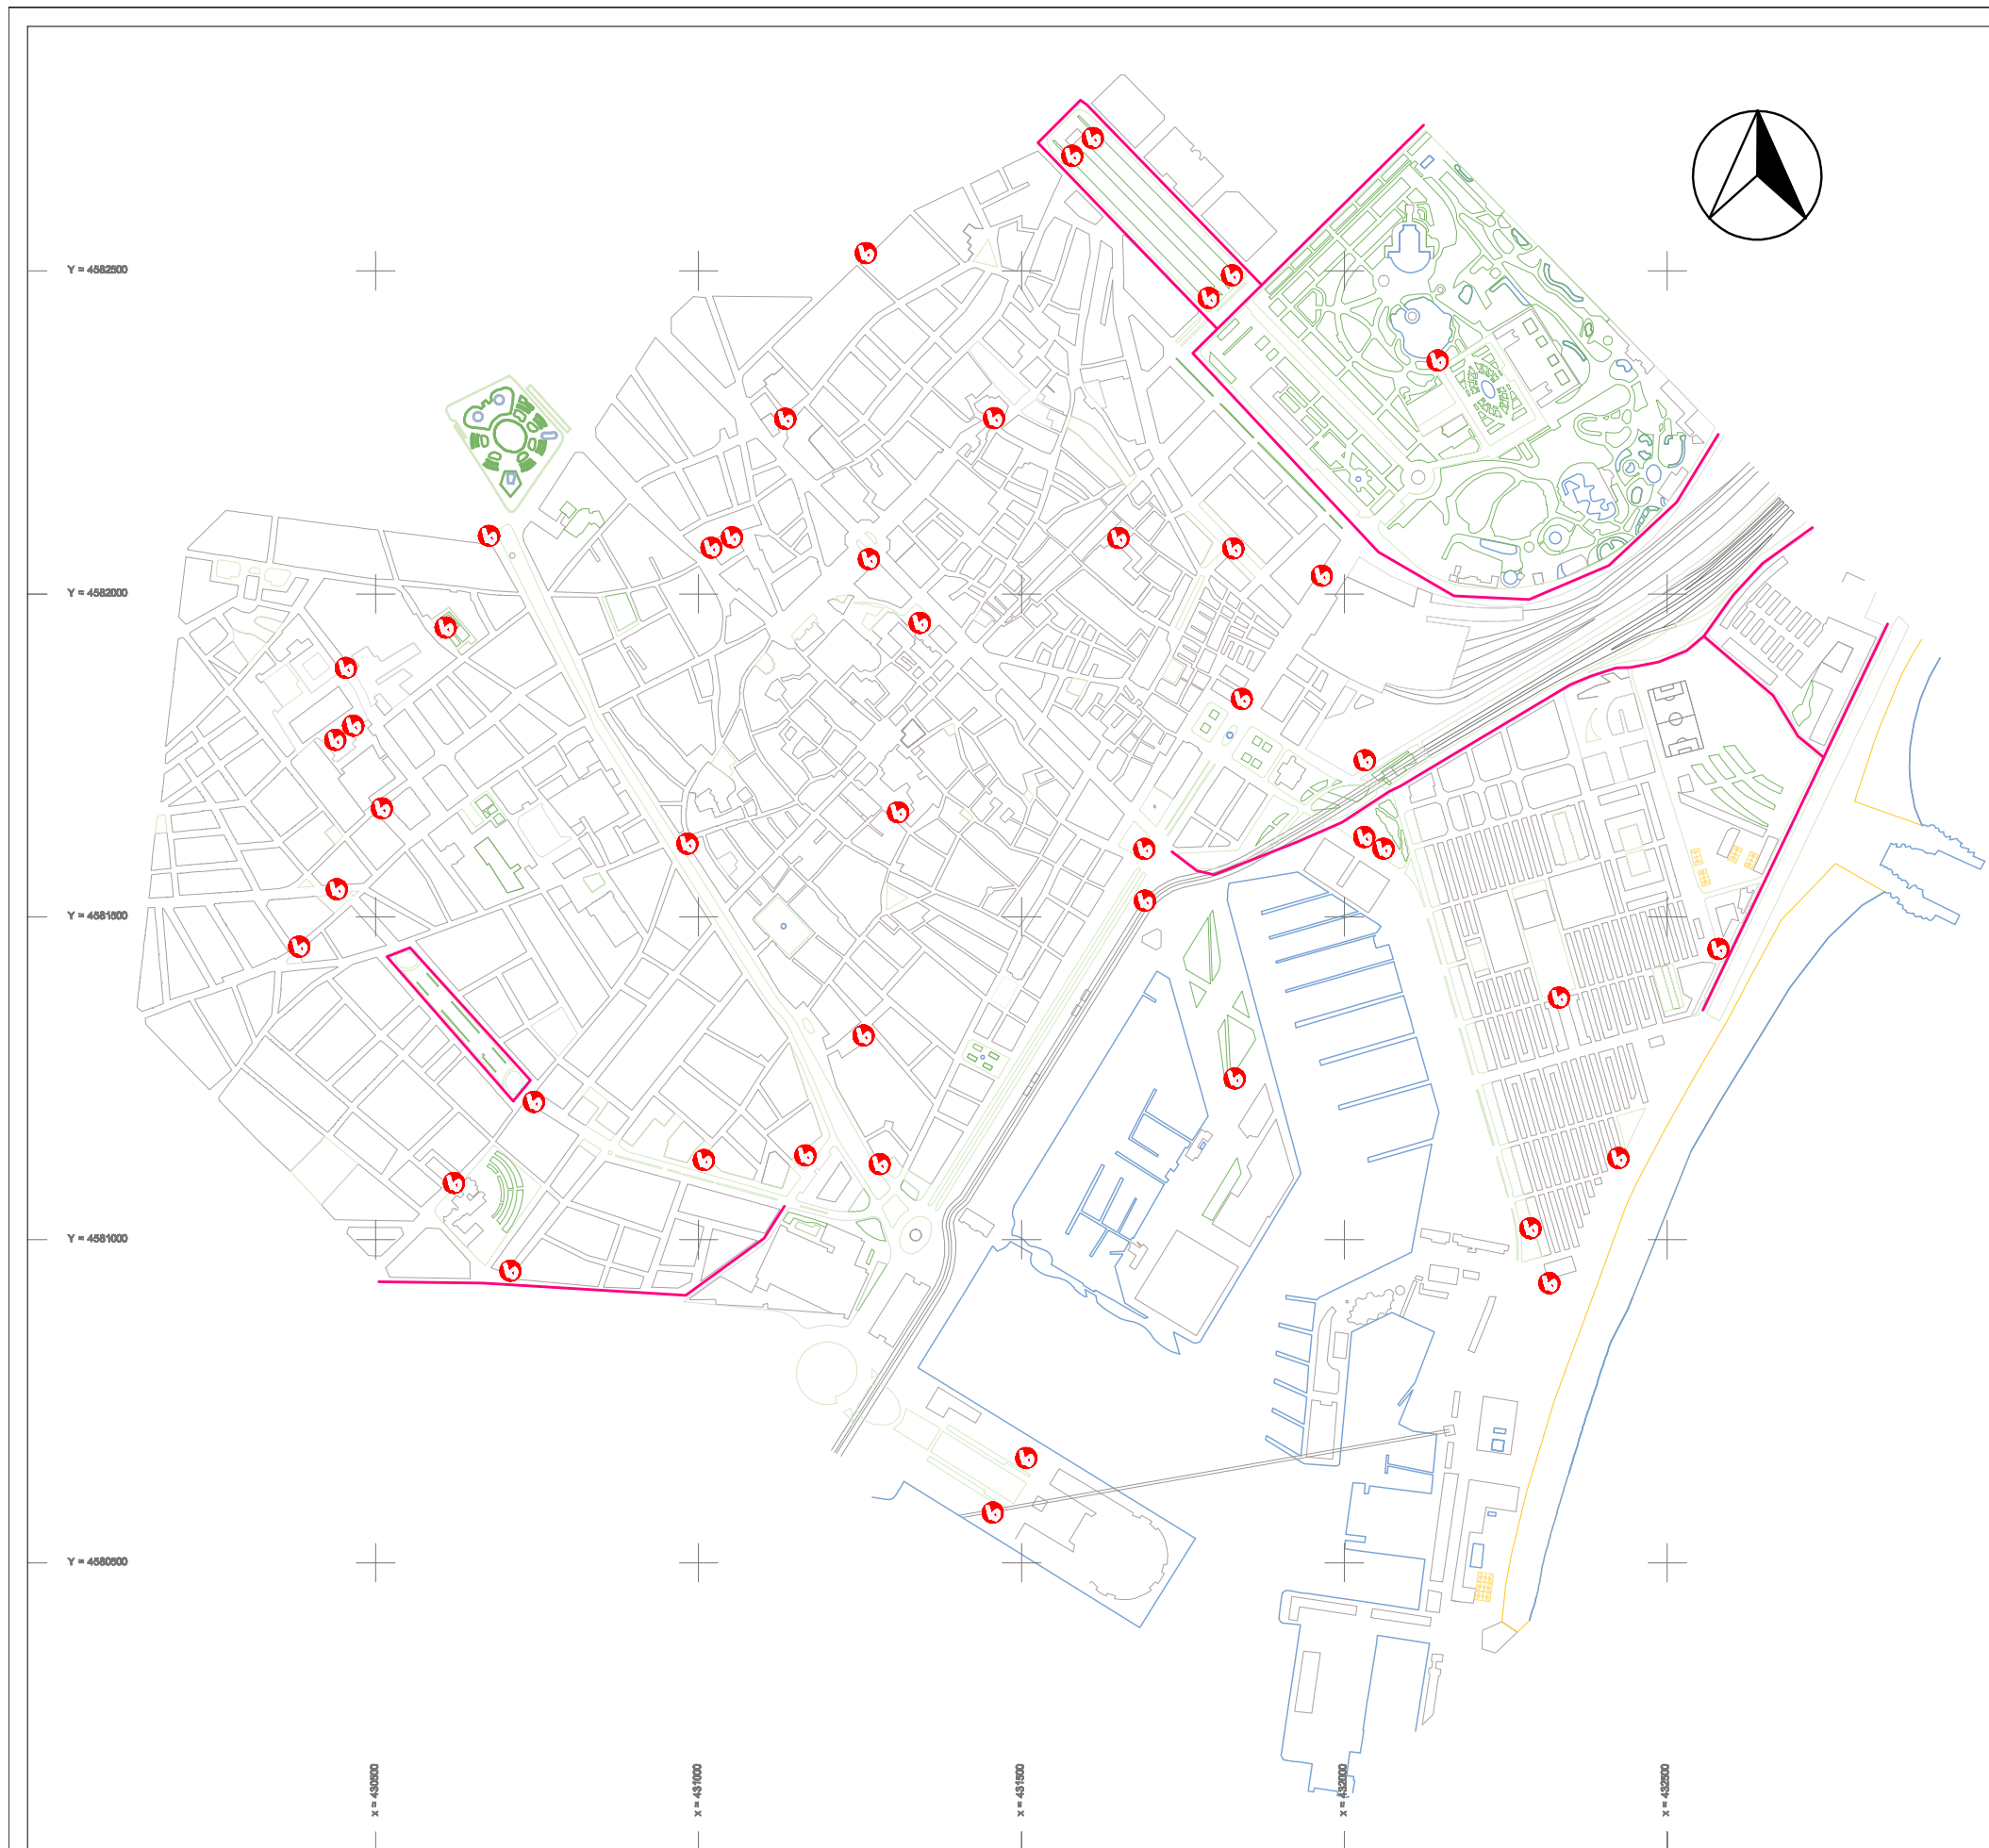 Y = 4582500
Y = 4582000
Y = 4581500
Y = 4581000
Y = 4580500
x = 430500
x = 431000
x = 431500
x = 432000
x = 432500